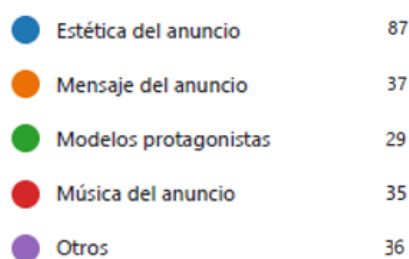 Estética del anuncio 87
Mensaje del anuncio 37
Modelos protagonistas 29
Música del anuncio 35
Otros 36